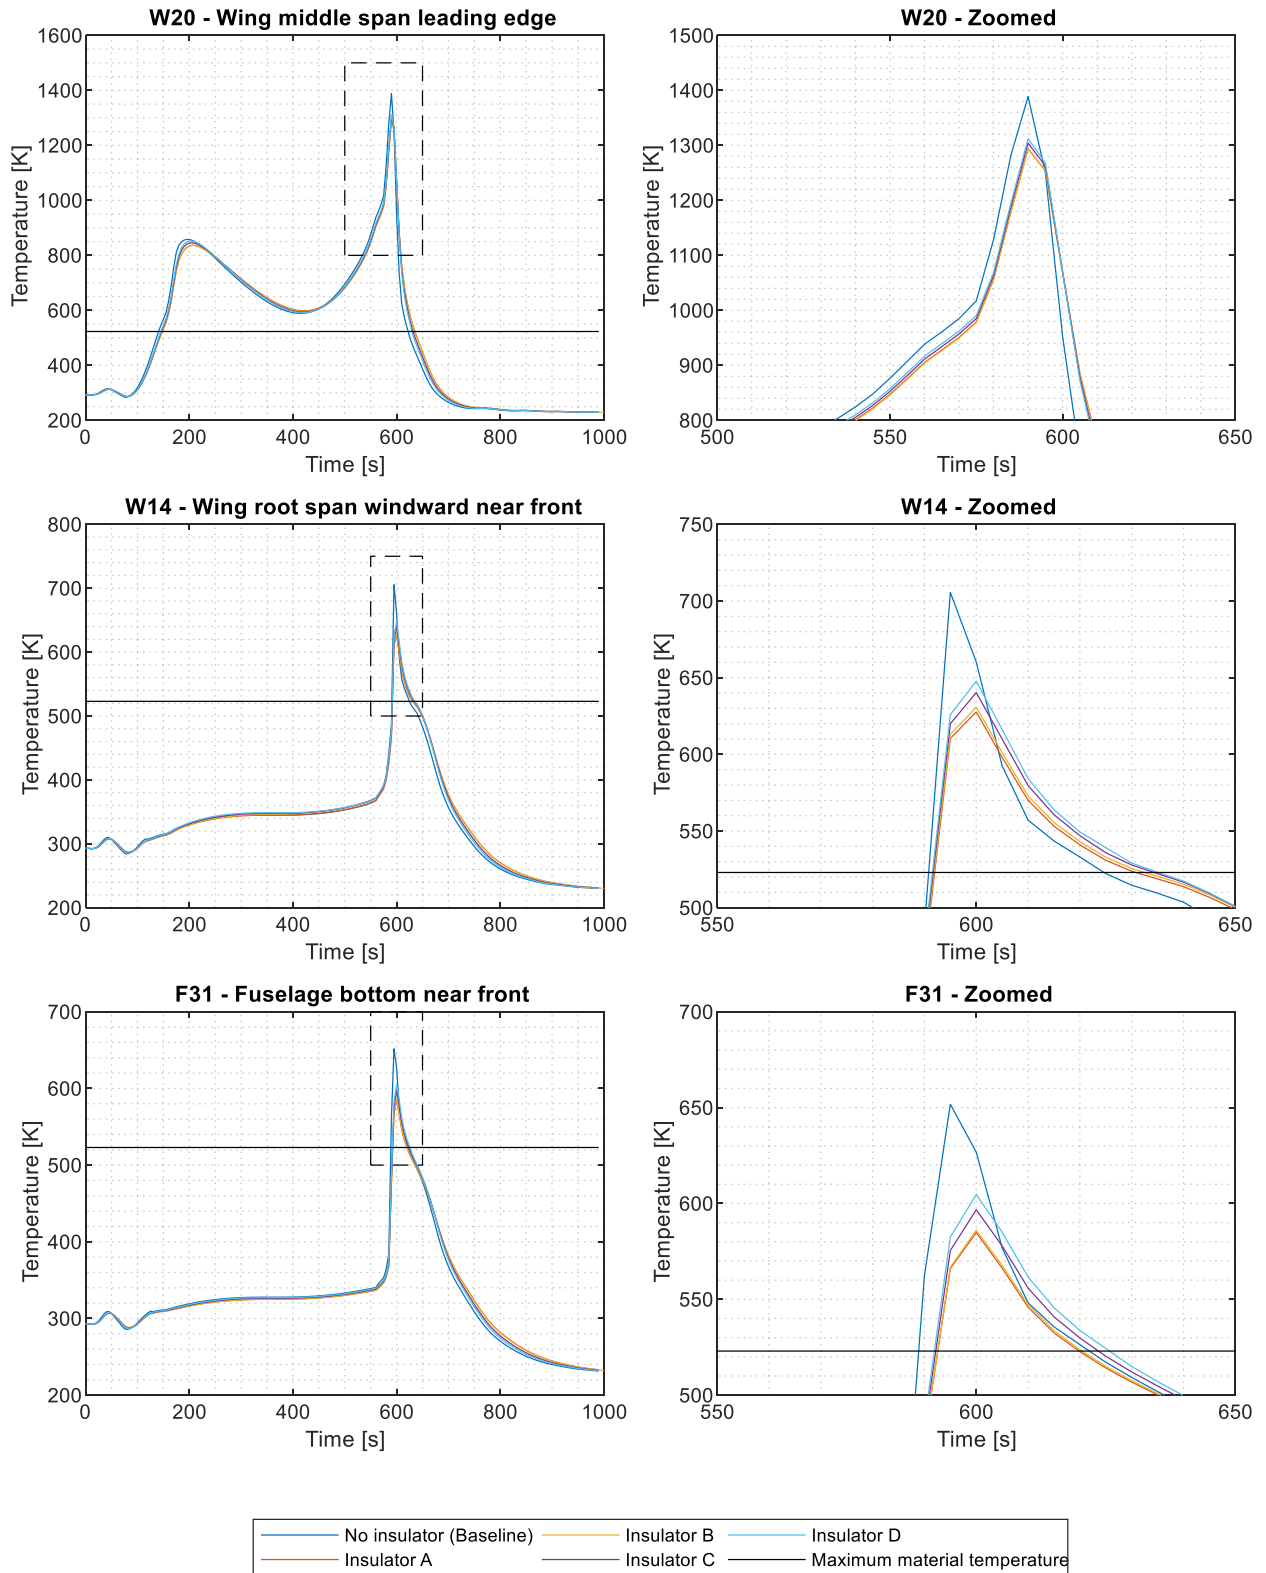 W20 - Wing middle span leading edge
1600
1400
1200
1000
800
600
400
200
Temperature [K]
0 200 400 600 800 1000
Time [s]
W20 - Zoomed
1500
1400
1300
1200
1100
1000
900
800
Temperature [K]
500 550 600 650
Time [s]
W14 - Wing root span windward near front
800
700
600
500
400
300
200
Temperature [K]
0 200 400 600 800 1000
Time [s]
W14 - Zoomed
750
700
650
600
550
500
Temperature [K]
550 600 650
Time [s]
F31 - Fuselage bottom near front
700
600
500
400
300
200
Temperature [K]
0 200 400 600 800 1000
Time [s]
F31 - Zoomed
700
650
600
550
500
Temperature [K]
550 600 650
Time [s]
No insulator (Baseline) Insulator B Insulator D
Insulator A Insulator C Maximum material temperature